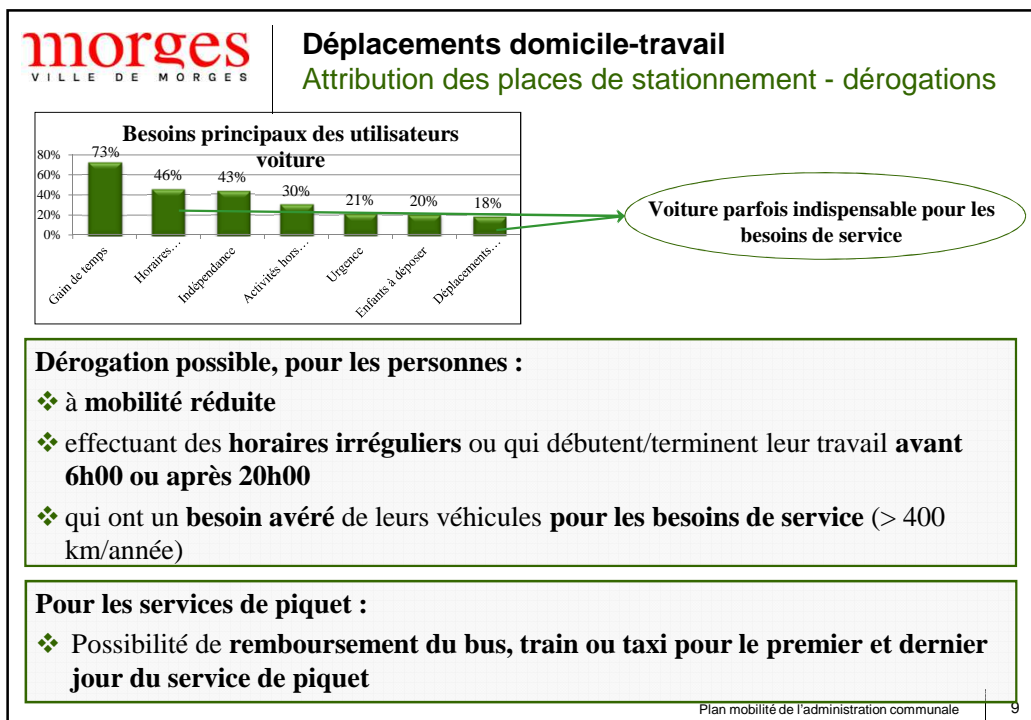 morges
VILLE DE MORGES
Déplacements domicile-travail
Attribution des places de stationnement - dérogations
Besoins principaux des utilisateurs
voiture
80%
60%
40%
20%
0%
73%
46%
43%
30%
21%
20%
18%
Gain de temps
Horaires…
Indépendance
Activités hors…
Urgence
Enfants à déposer
Déplacements…
Voiture parfois indispensable pour les
besoins de service
Dérogation possible, pour les personnes :
❖ à mobilité réduite
❖ effectuant des horaires irréguliers ou qui débutent/terminent leur travail avant
6h00 ou après 20h00
❖ qui ont un besoin avéré de leurs véhicules pour les besoins de service (> 400
km/année)
Pour les services de piquet :
❖ Possibilité de remboursement du bus, train ou taxi pour le premier et dernier
jour du service de piquet
Plan mobilité de l'administration communale 9